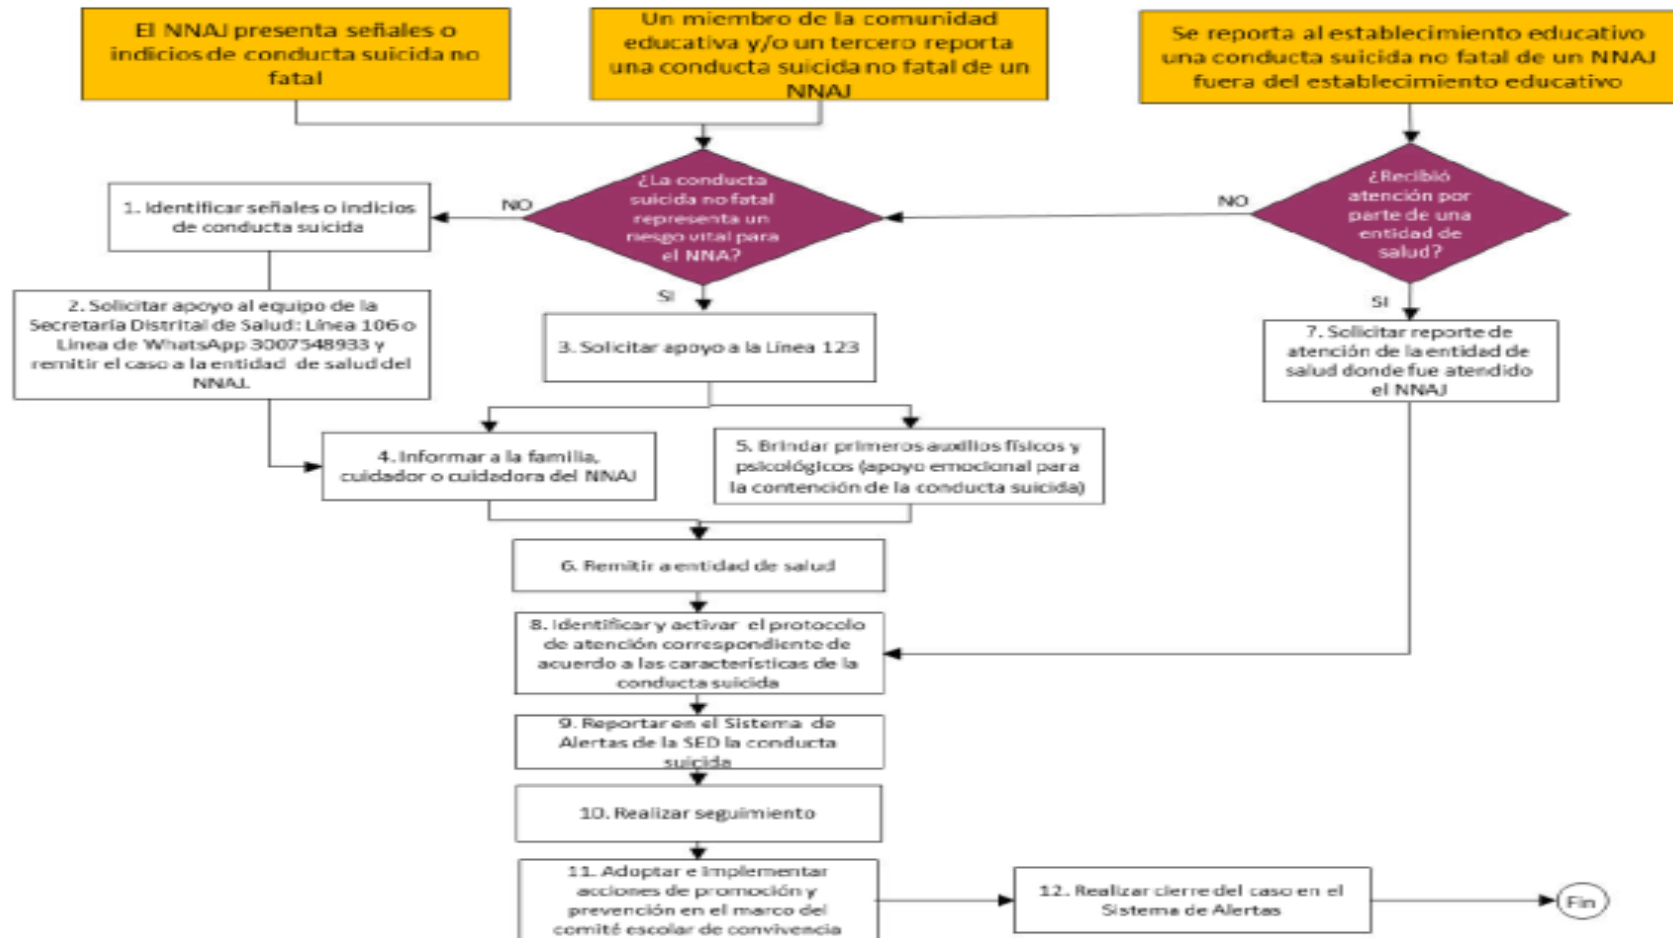 El NNAJ presenta señales o
indicios de conducta suicida no
fatal
Un miembro de la comunidad
educativa y/o un tercero reporta
una conducta suicida no fatal de un
NNAJ
Se reporta al establecimiento educativo
una conducta suicida no fatal de un NNAJ
fuera del establecimiento educativo
¿La conducta
suicida no fatal
representa un
riesgo vital para
el NNA?
¿Recibió
atención por
parte de una
entidad de
salud?
NO
NO
1. Identificar señales o indicios
de conducta suicida
SI
SI
2. Solicitar apoyo al equipo de la
Secretaría Distrital de Salud: Línea 106 o
Línea de WhatsApp 3007548933 y
remitir el caso a la entidad de salud del
NNAJ.
3. Solicitar apoyo a la Línea 123
7. Solicitar reporte de
atención de la entidad de
salud donde fue atendido
el NNAJ
4. Informar a la familia,
cuidador o cuidadora del NNAJ
5. Brindar primeros auxilios físicos y
psicológicos (apoyo emocional para
la contención de la conducta suicida)
6. Remitir a entidad de salud
8. Identificar y activar el protocolo
de atención correspondiente de
acuerdo a las características de la
conducta suicida
9. Reportar en el Sistema de
Alertas de la SED la conducta
suicida
10. Realizar seguimiento
11. Adoptar e implementar
acciones de promoción y
prevención en el marco del
comité escolar de convivencia
12. Realizar cierre del caso en el
Sistema de Alertas
Fin